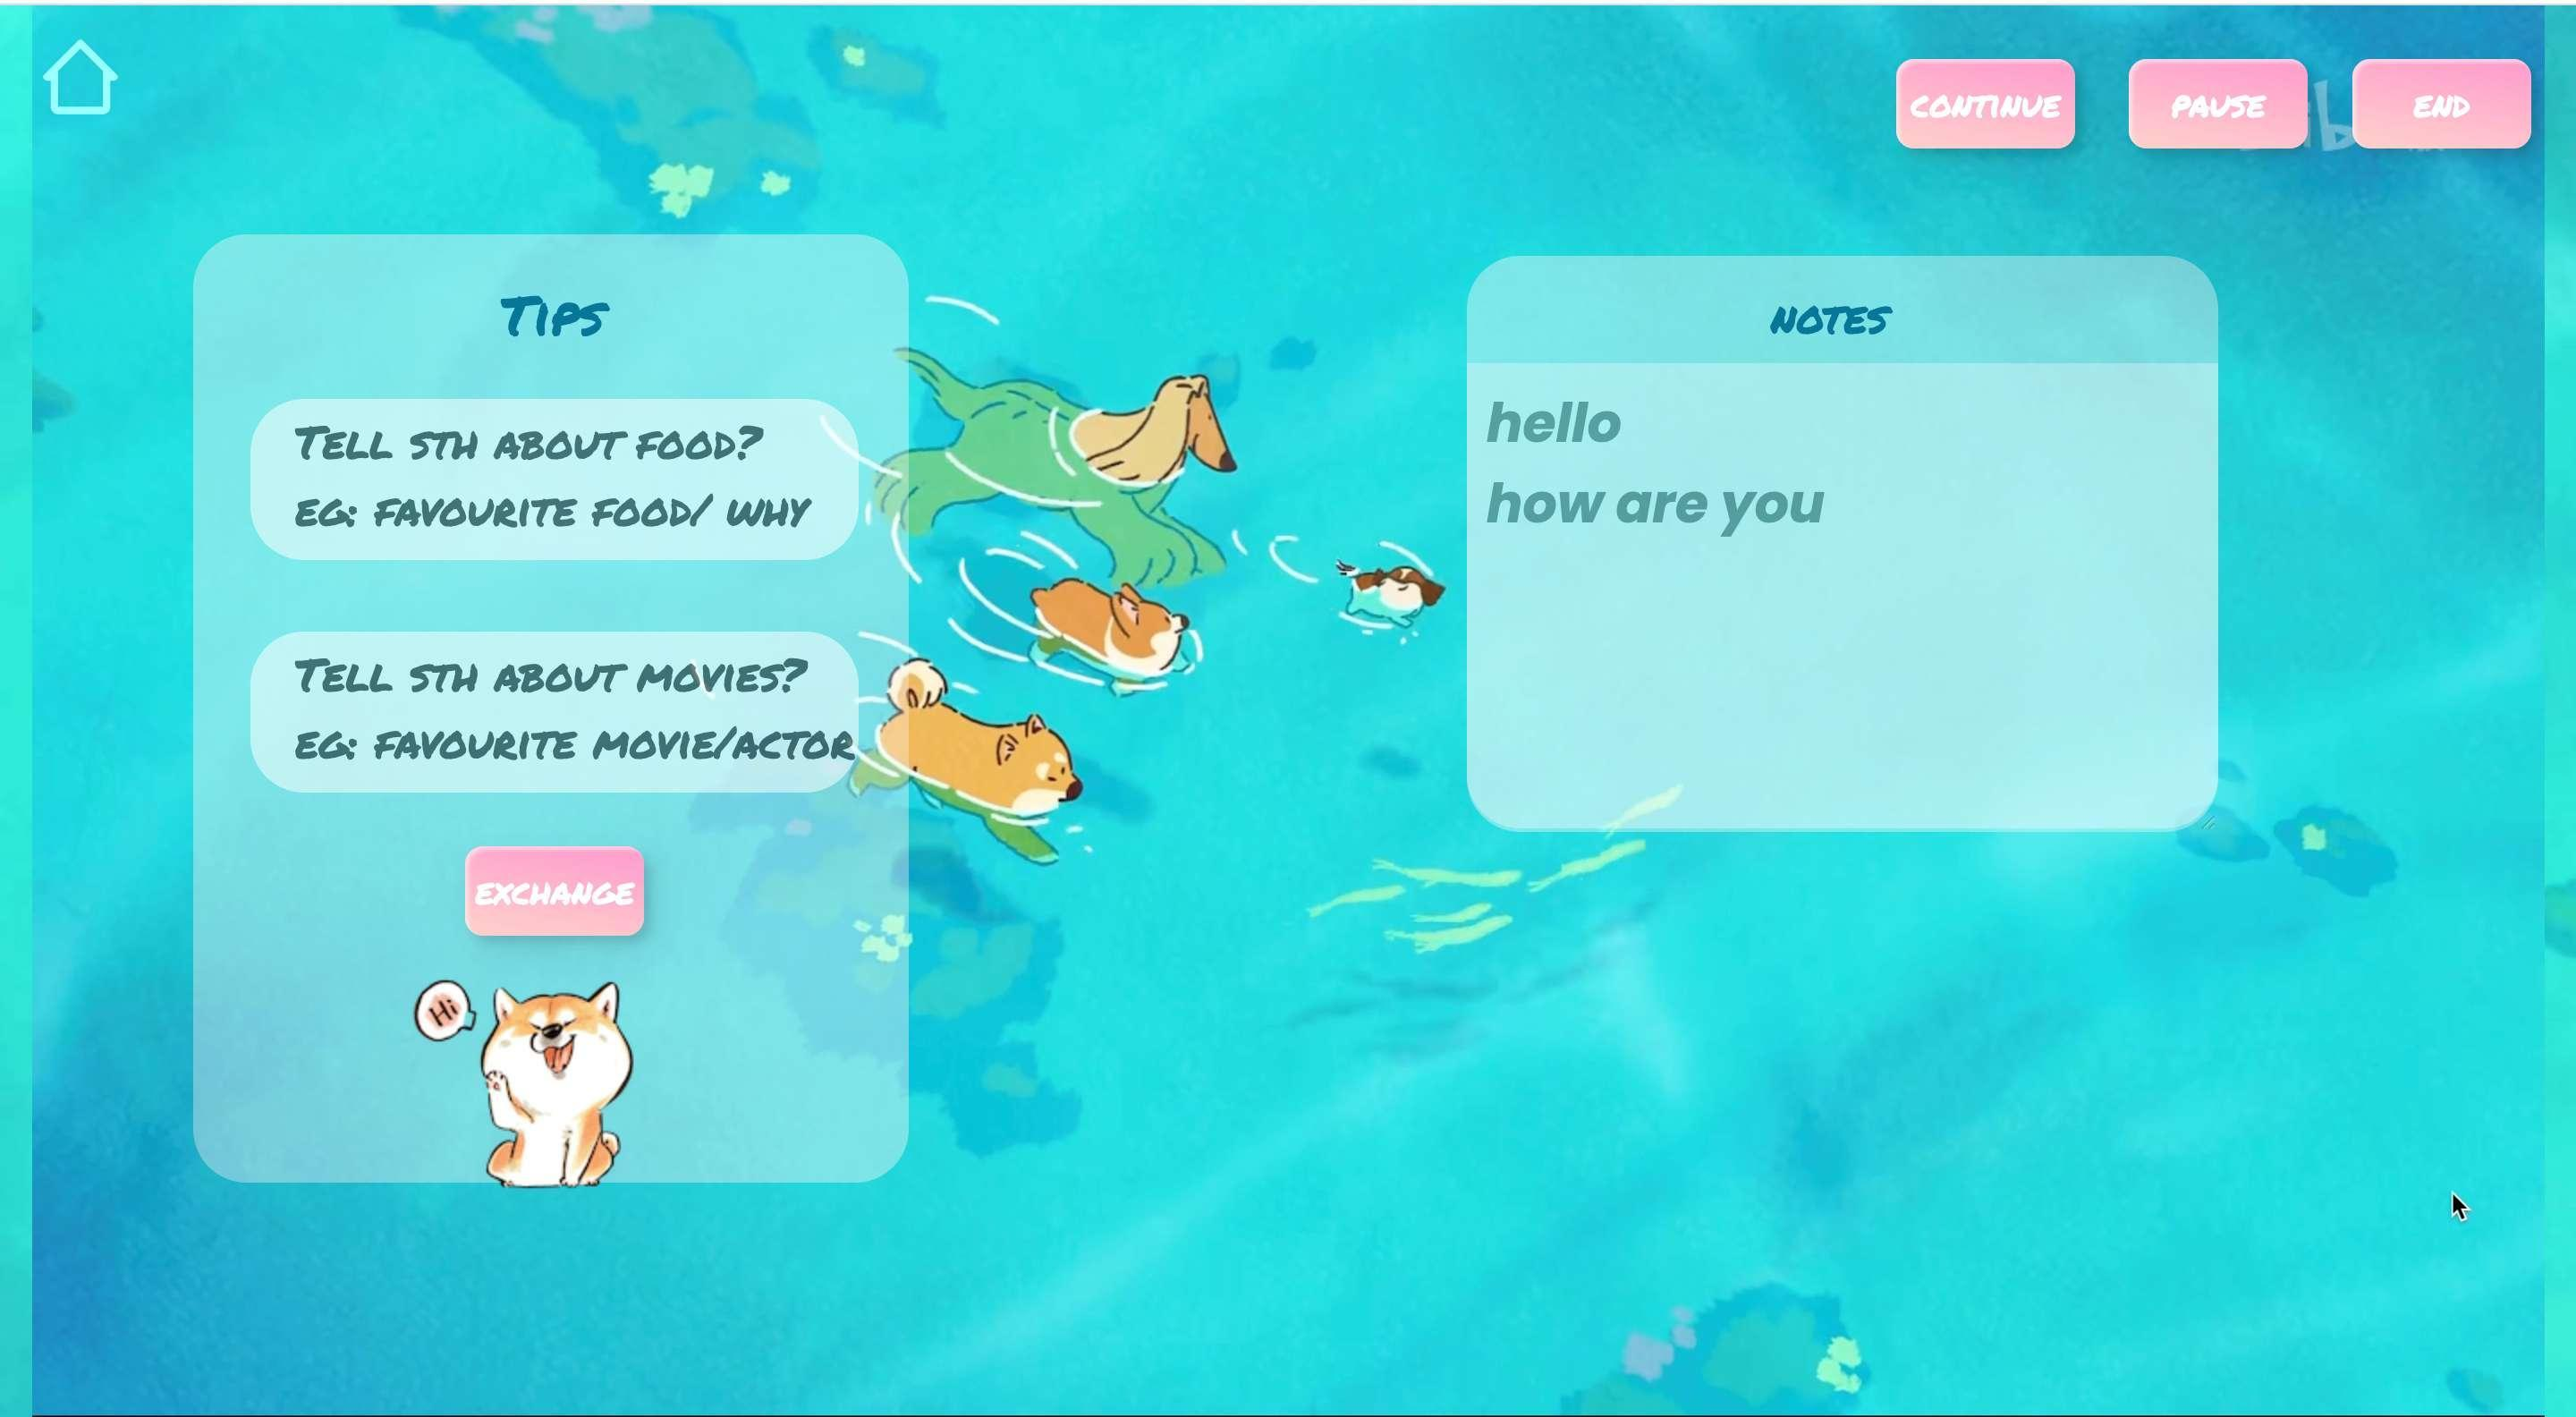 CONTINUE
PAUSE
END
TIPS
TELL STH ABOUT FOOD?
EG: FAVOURITE FOOD/ WHY
TELL STH ABOUT MOVIES?
EG: FAVOURITE MOVIE/ACTOR
EXCHANGE
Hi
NOTES
hello
how are you